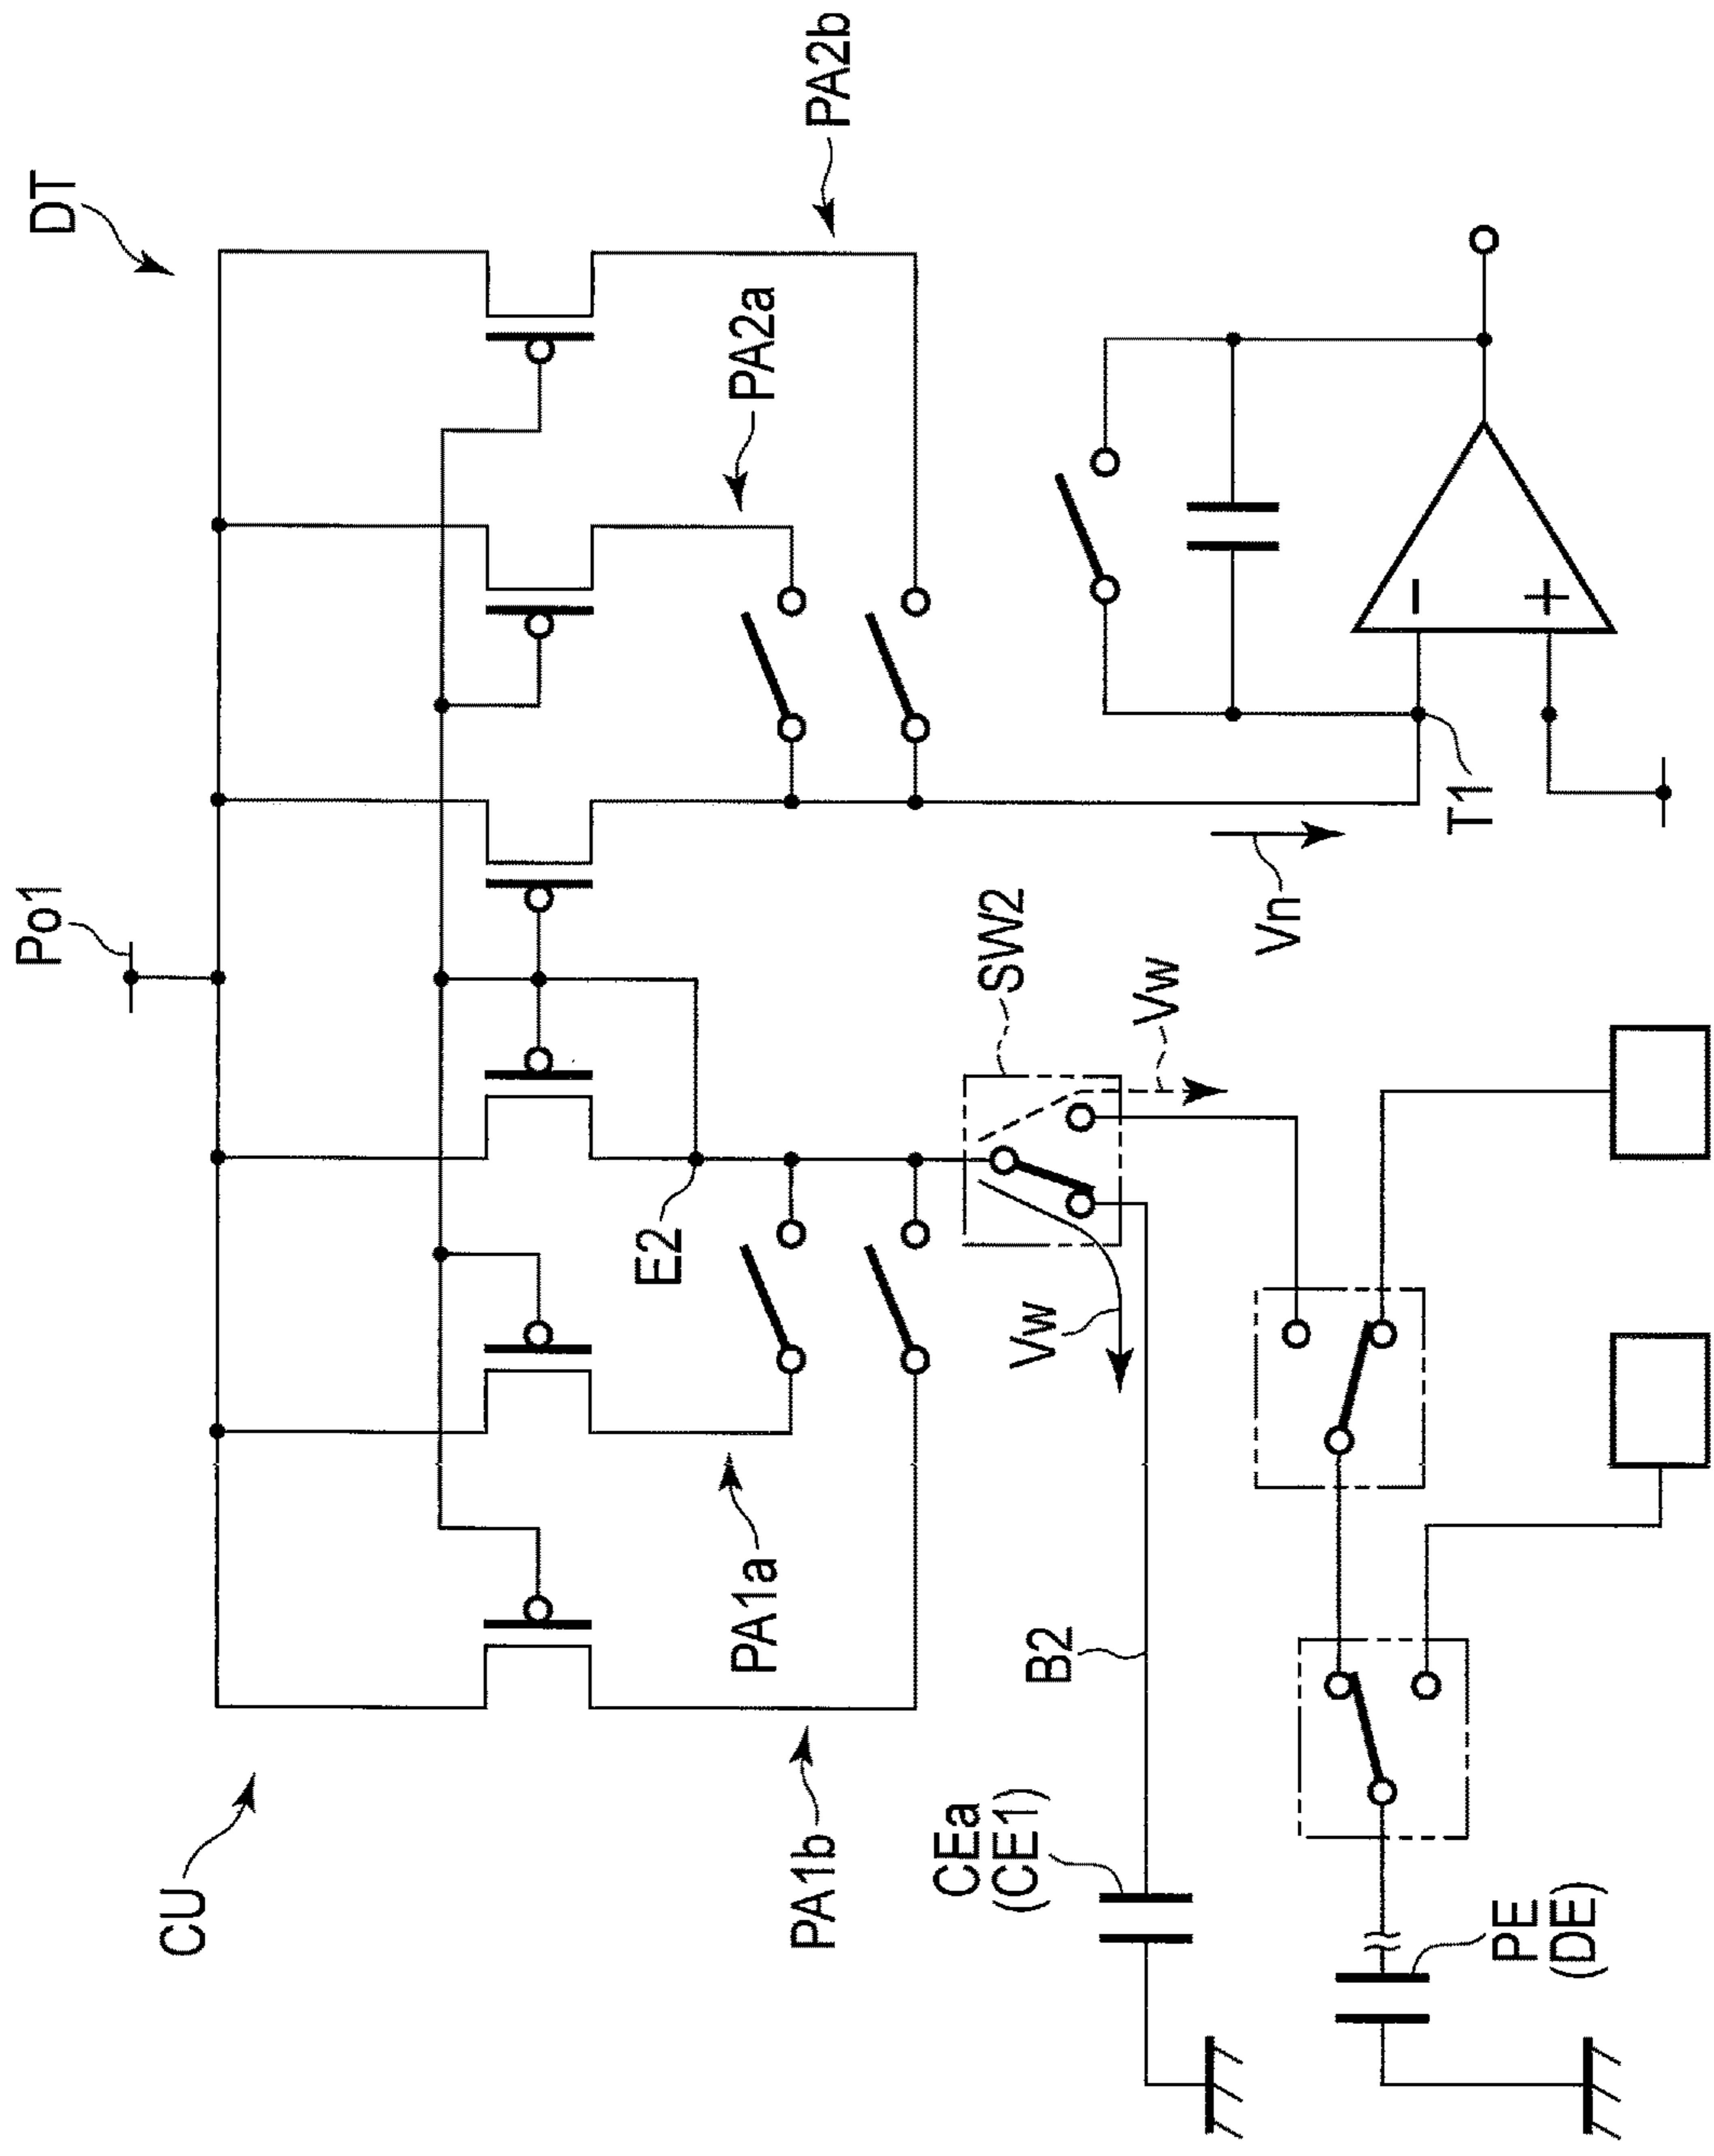 CU
DT
Po1
PA1b
PA1a
E2
PA2a
PA2b
CEa
(CE1)
B2
Vw
SW2
Vw
Vn
T1
−
+
PE
(DE)